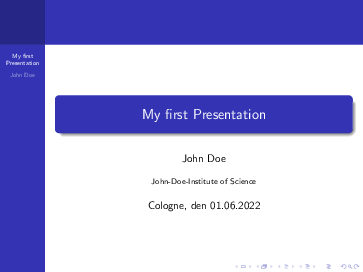 My first
Presentation
John Doe
My first Presentation
John Doe
John-Doe-Institute of Science
Cologne, den 01.06.2022